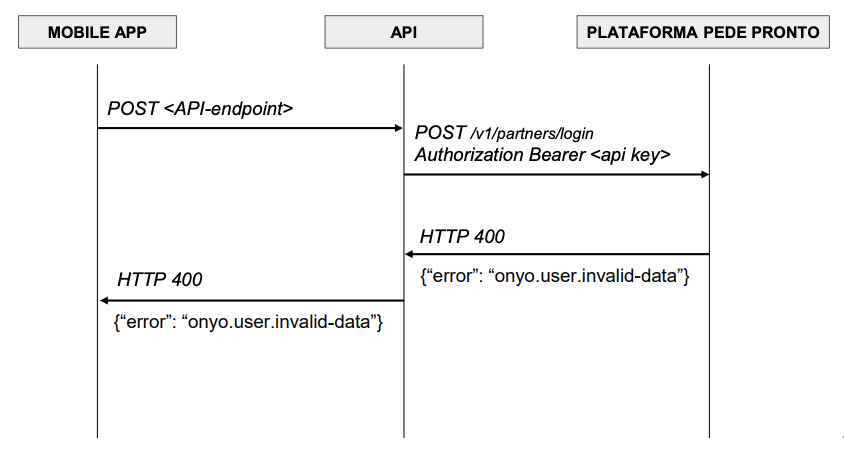 MOBILE APP
API
PLATAFORMA PEDE PRONTO
POST <API-endpoint>
POST /v1/partners/login
Authorization Bearer <api key>
HTTP 400
{“error”: “onyo.user.invalid-data”}
HTTP 400
{“error”: “onyo.user.invalid-data”}